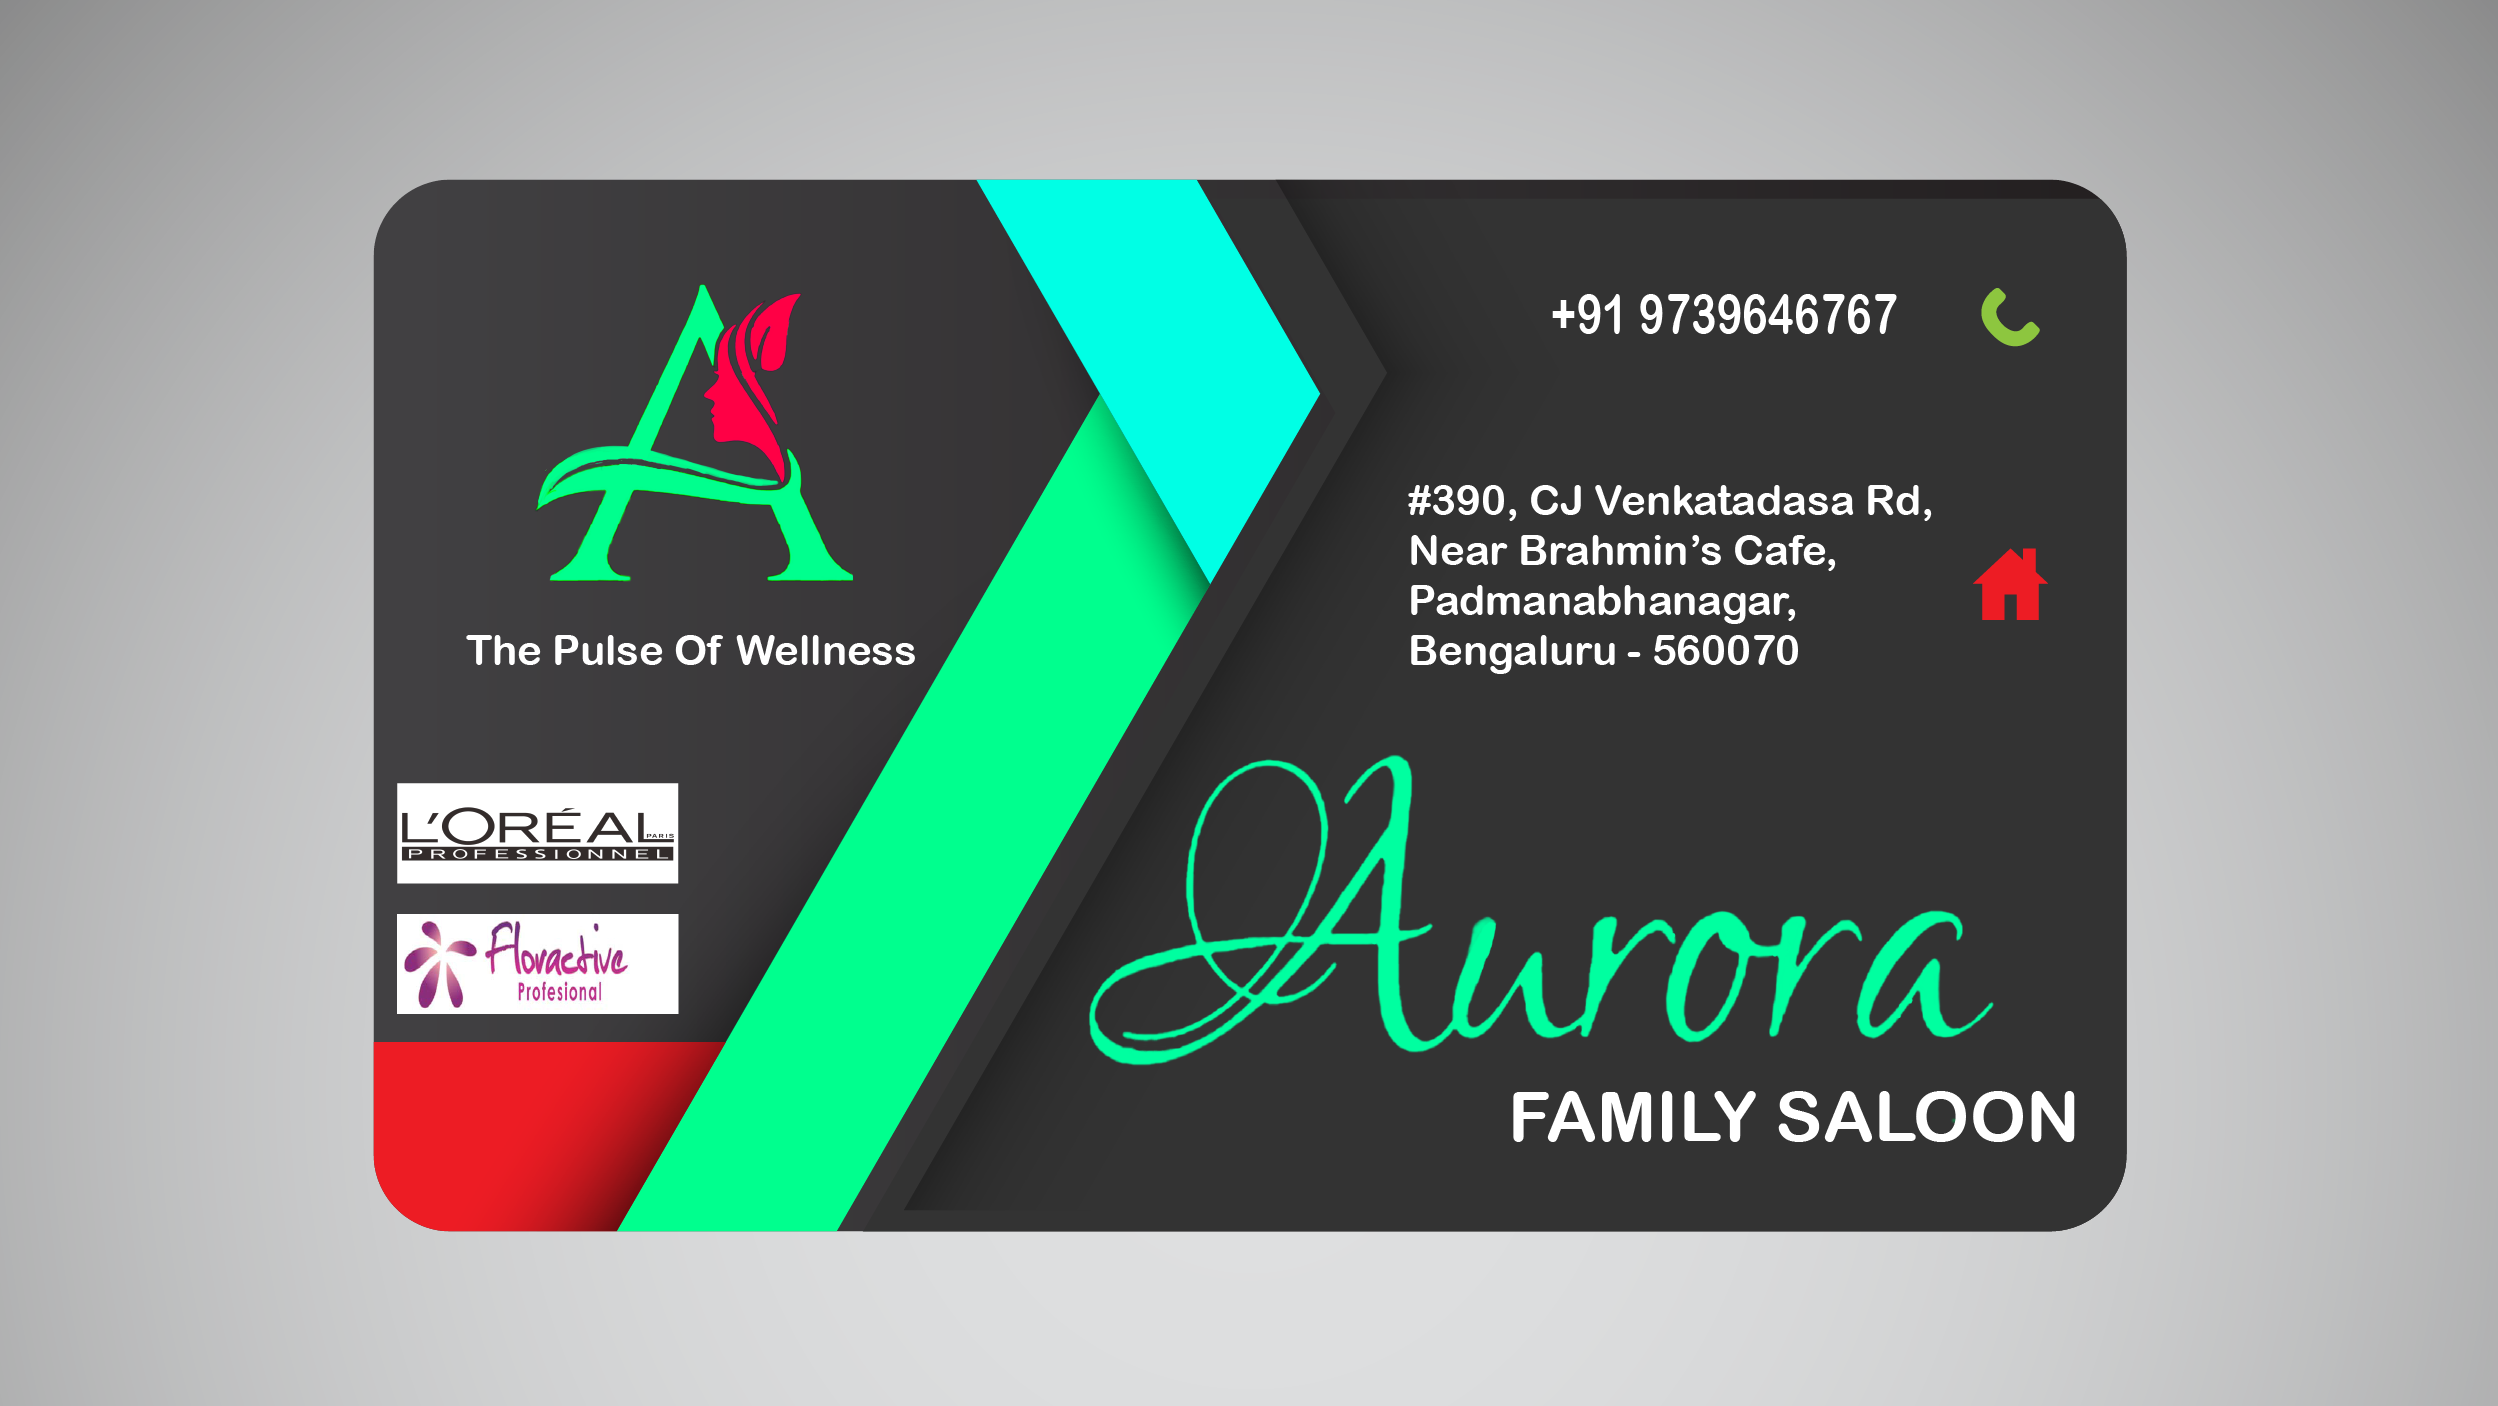 The Pulse Of Wellness
L'ORÉAL
PARIS
PROFESSIONNEL
Floractive
Profesional
+91 9739646767
#390, CJ Venkatadasa Rd,
Near Brahmin’s Cafe,
Padmanabhanagar,
Bengaluru - 560070
Aurora
FAMILY SALOON